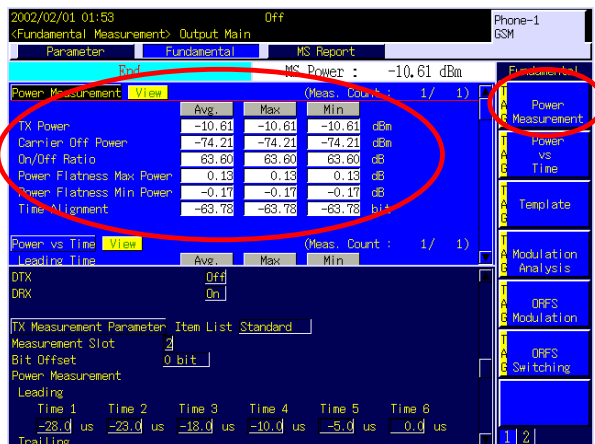 2002/02/01 01:53 Off Phone-1
<Fundamental Measurement> Output Main GSM
Parameter Fundamental MS Report
End MS Power : -10.61 dBm Fundamental
Power Measurement View (Meas. Count : 1/ 1)
Avg. Max Min
TX Power -10.61 -10.61 -10.61 dBm
Carrier Off Power -74.21 -74.21 -74.21 dBm
On/Off Ratio 63.60 63.60 63.60 dB
Power Flatness Max Power 0.13 0.13 0.13 dB
Power Flatness Min Power -0.17 -0.17 -0.17 dB
Time Alignment -63.78 -63.78 -63.78 bit
Power vs Time View (Meas. Count : 1/ 1)
Leading Time Avg. Max Min
DTX Off
DRX On
TX Measurement Parameter Item List Standard
Measurement Slot 2
Bit Offset 0 bit
Power Measurement
Leading
Time 1 Time 2 Time 3 Time 4 Time 5 Time 6
-28.0 us -23.0 us -18.0 us -10.0 us -5.0 us 0.0 us
Trailing
TAG Power Measurement
TAG Power vs Time
TAG Template
TAG Modulation Analysis
TAG ORFS Modulation
TAG ORFS Switching
1 2